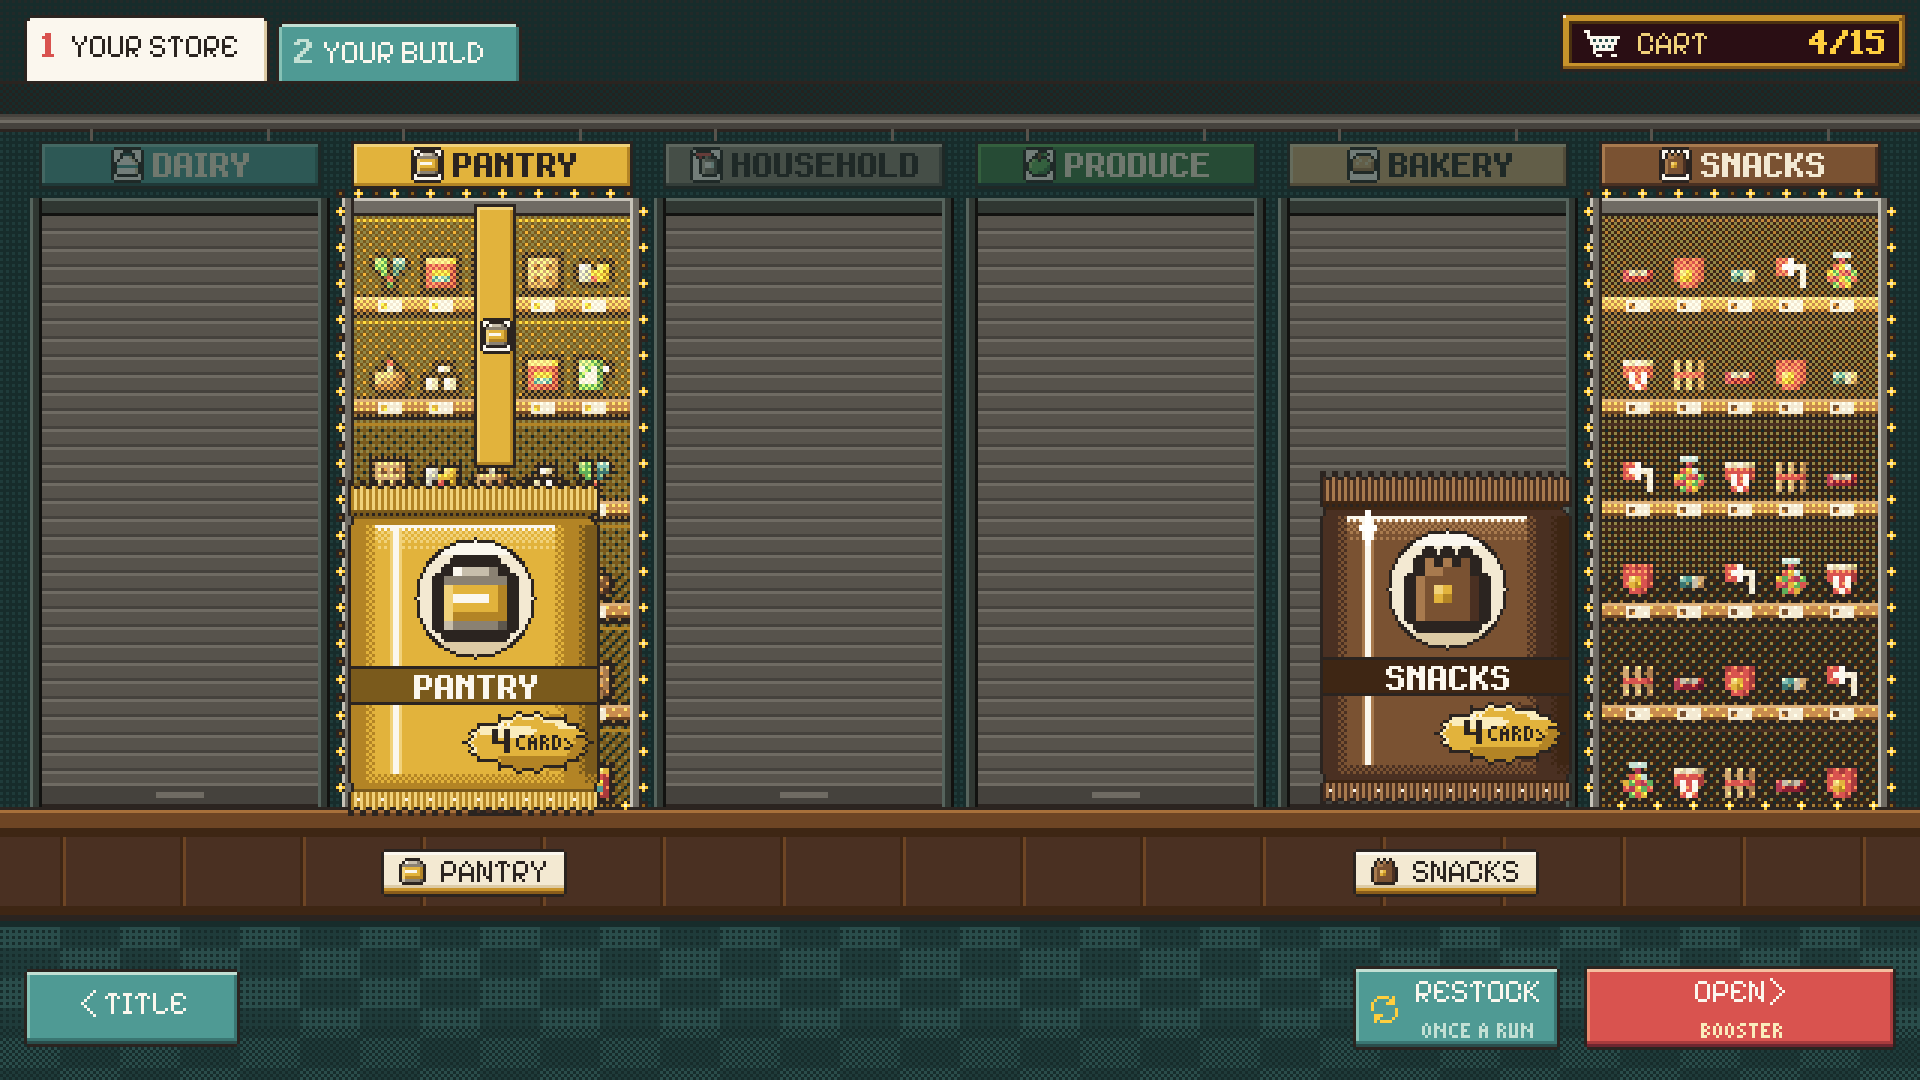 1 YOUR STORE
2 YOUR BUILD
CART 4/15
DAIRY
PANTRY
HOUSEHOLD
PRODUCE
BAKERY
SNACKS
PANTRY
4 CARDS
SNACKS
4 CARDS
PANTRY
SNACKS
< TITLE
RESTOCK
ONCE A RUN
OPEN >
BOOSTER